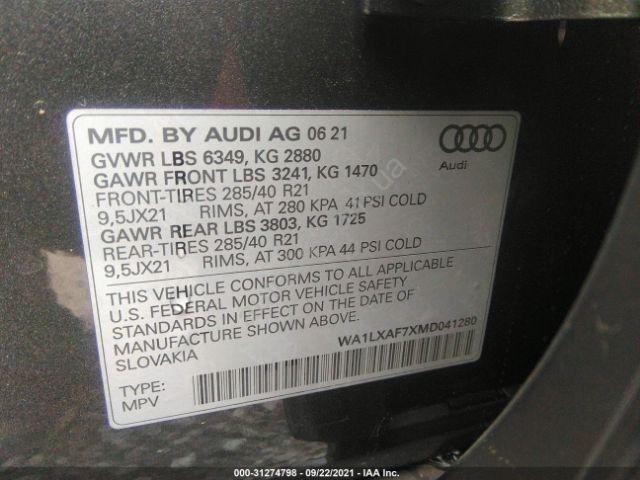 MFD. BY AUDI AG 06 21
GVWR LBS 6349, KG 2880
GAWR FRONT LBS 3241, KG 1470
FRONT-TIRES 285/40 R21
9,5JX21 RIMS, AT 280 KPA 41 PSI COLD
GAWR REAR LBS 3803, KG 1725
REAR-TIRES 285/40 R21
9,5JX21 RIMS, AT 300 KPA 44 PSI COLD
THIS VEHICLE CONFORMS TO ALL APPLICABLE
U.S. FEDERAL MOTOR VEHICLE SAFETY
STANDARDS IN EFFECT ON THE DATE OF
MANUFACTURE SHOWN ABOVE.
SLOVAKIA
WA1LXAF7XMD041280
Audi
TYPE:
MPV
000-31274798 - 09/22/2021 - IAA Inc.